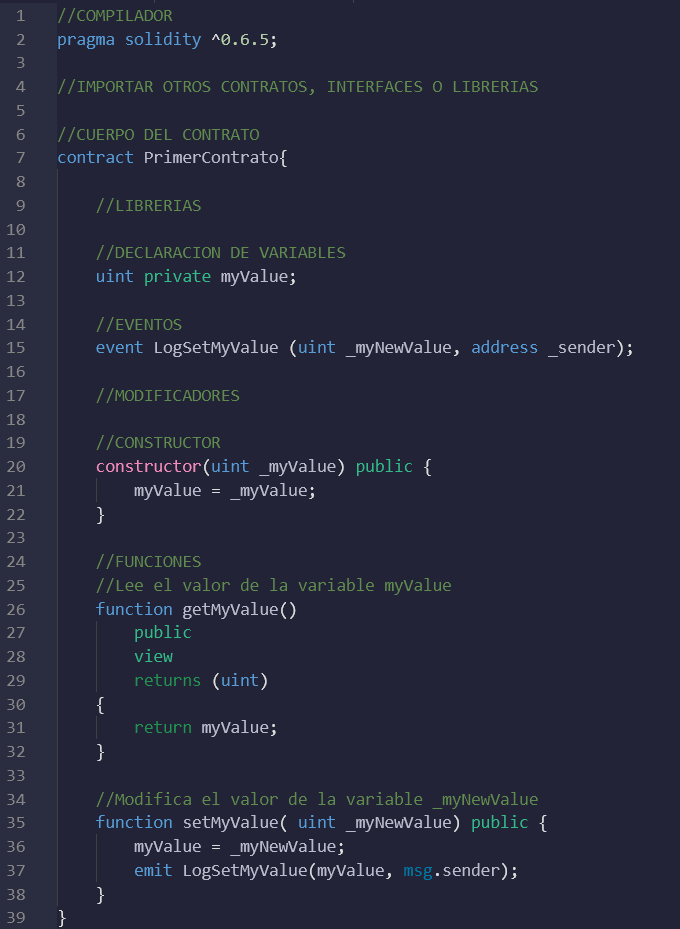 1 //COMPILADOR
2 pragma solidity ^0.6.5;
3
4 //IMPORTAR OTROS CONTRATOS, INTERFACES O LIBRERIAS
5
6 //CUERPO DEL CONTRATO
7 contract PrimerContrato{
8
9     //LIBRERIAS
10
11     //DECLARACION DE VARIABLES
12     uint private myValue;
13
14     //EVENTOS
15     event LogSetMyValue (uint _myNewValue, address _sender);
16
17     //MODIFICADORES
18
19     //CONSTRUCTOR
20     constructor(uint _myValue) public {
21         myValue = _myValue;
22     }
23
24     //FUNCIONES
25     //Lee el valor de la variable myValue
26     function getMyValue()
27         public
28         view
29         returns (uint)
30     {
31         return myValue;
32     }
33
34     //Modifica el valor de la variable _myNewValue
35     function setMyValue( uint _myNewValue) public {
36         myValue = _myNewValue;
37         emit LogSetMyValue(myValue, msg.sender);
38     }
39 }